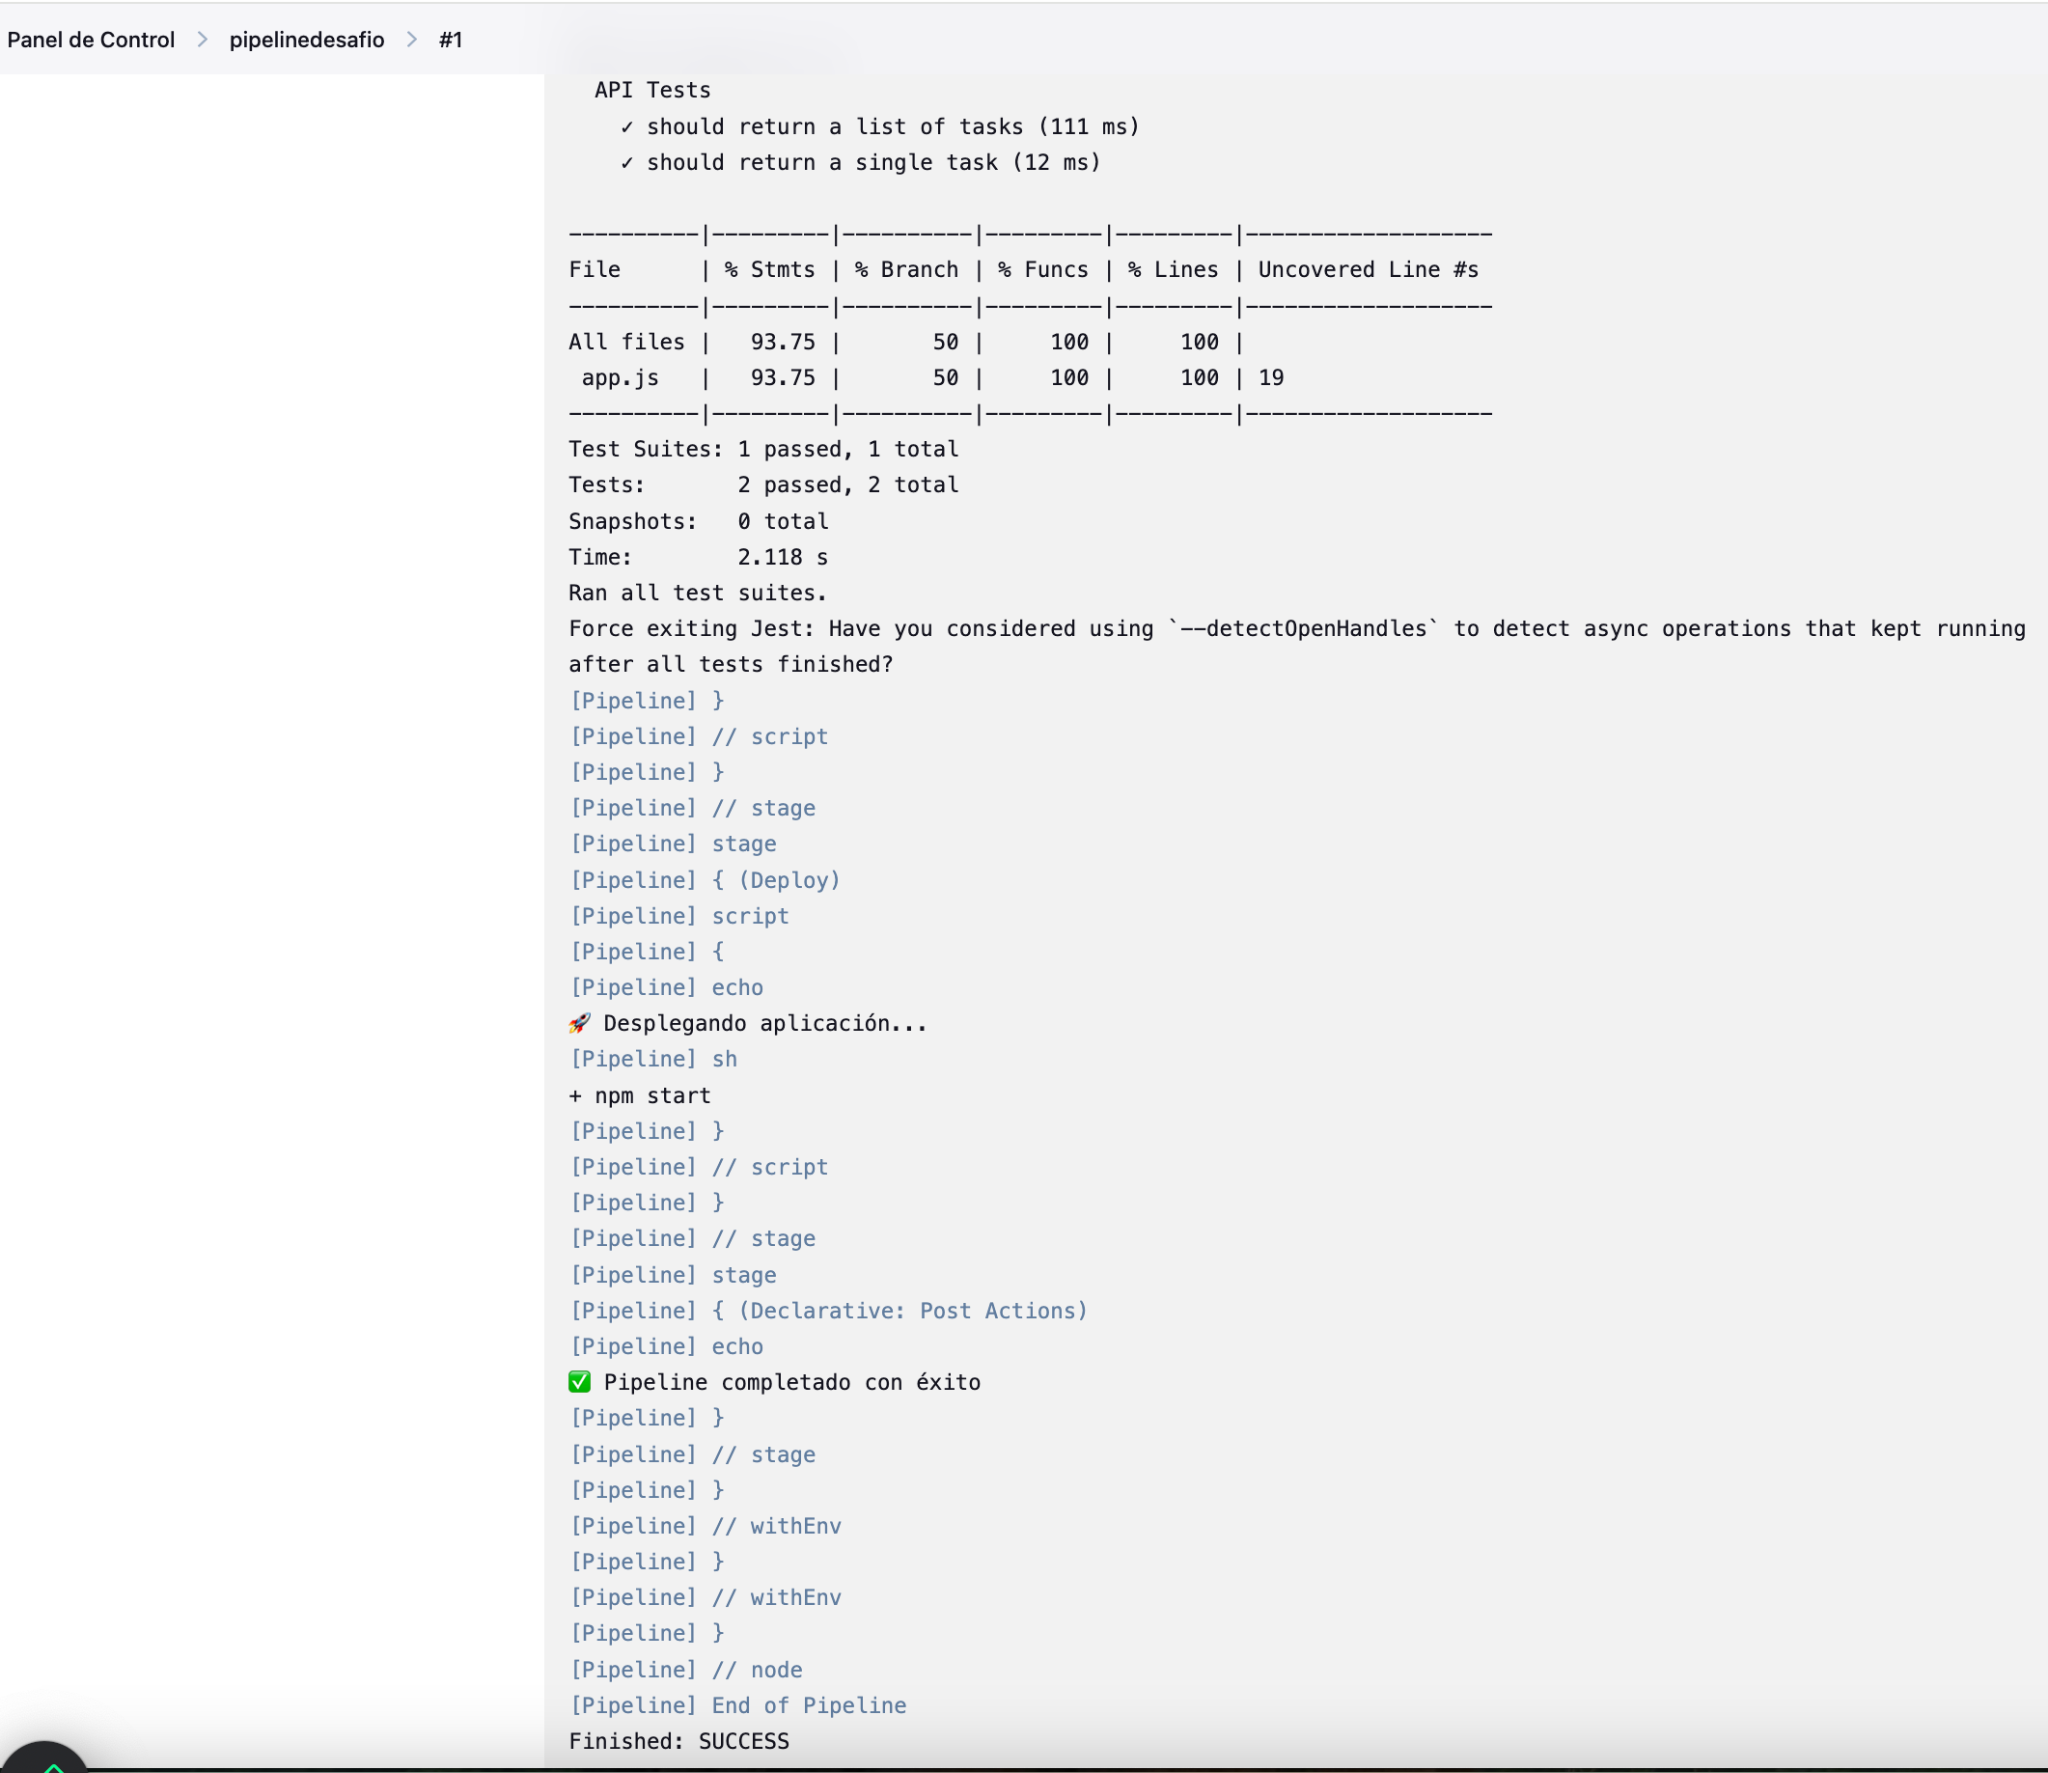 Panel de Control > pipelinedesafio > #1
API Tests
✓ should return a list of tasks (111 ms)
✓ should return a single task (12 ms)
----------|---------|----------|---------|---------|-------------------
File      | % Stmts | % Branch | % Funcs | % Lines | Uncovered Line #s
----------|---------|----------|---------|---------|-------------------
All files |   93.75 |       50 |     100 |     100 |
 app.js   |   93.75 |       50 |     100 |     100 | 19
----------|---------|----------|---------|---------|-------------------
Test Suites: 1 passed, 1 total
Tests:       2 passed, 2 total
Snapshots:   0 total
Time:        2.118 s
Ran all test suites.
Force exiting Jest: Have you considered using `--detectOpenHandles` to detect async operations that kept running
after all tests finished?
[Pipeline] }
[Pipeline] // script
[Pipeline] }
[Pipeline] // stage
[Pipeline] stage
[Pipeline] { (Deploy)
[Pipeline] script
[Pipeline] {
[Pipeline] echo
🚀 Desplegando aplicación...
[Pipeline] sh
+ npm start
[Pipeline] }
[Pipeline] // script
[Pipeline] }
[Pipeline] // stage
[Pipeline] stage
[Pipeline] { (Declarative: Post Actions)
[Pipeline] echo
✅ Pipeline completado con éxito
[Pipeline] }
[Pipeline] // stage
[Pipeline] }
[Pipeline] // withEnv
[Pipeline] }
[Pipeline] // withEnv
[Pipeline] }
[Pipeline] // node
[Pipeline] End of Pipeline
Finished: SUCCESS